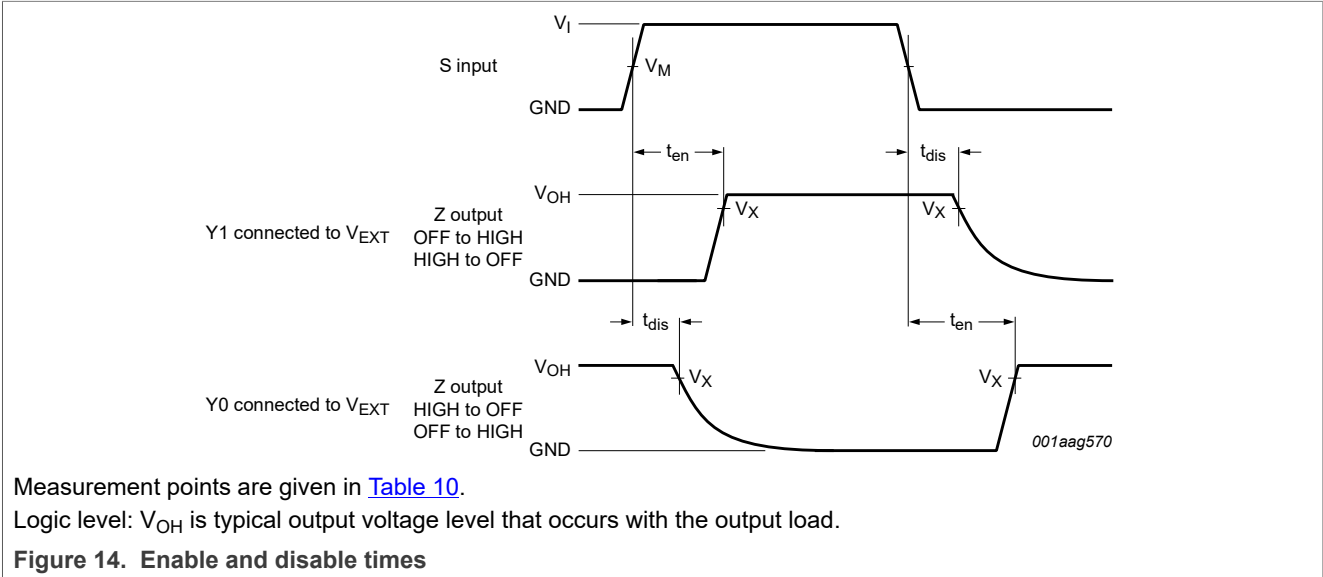 V_I
S input
V_M
GND
t_en
t_dis
V_OH
Y1 connected to V_EXT
Z output
OFF to HIGH
HIGH to OFF
V_X
V_X
GND
t_dis
t_en
V_OH
Y0 connected to V_EXT
Z output
HIGH to OFF
OFF to HIGH
V_X
V_X
GND
001aag570
Measurement points are given in Table 10.
Logic level: V_OH is typical output voltage level that occurs with the output load.
Figure 14. Enable and disable times